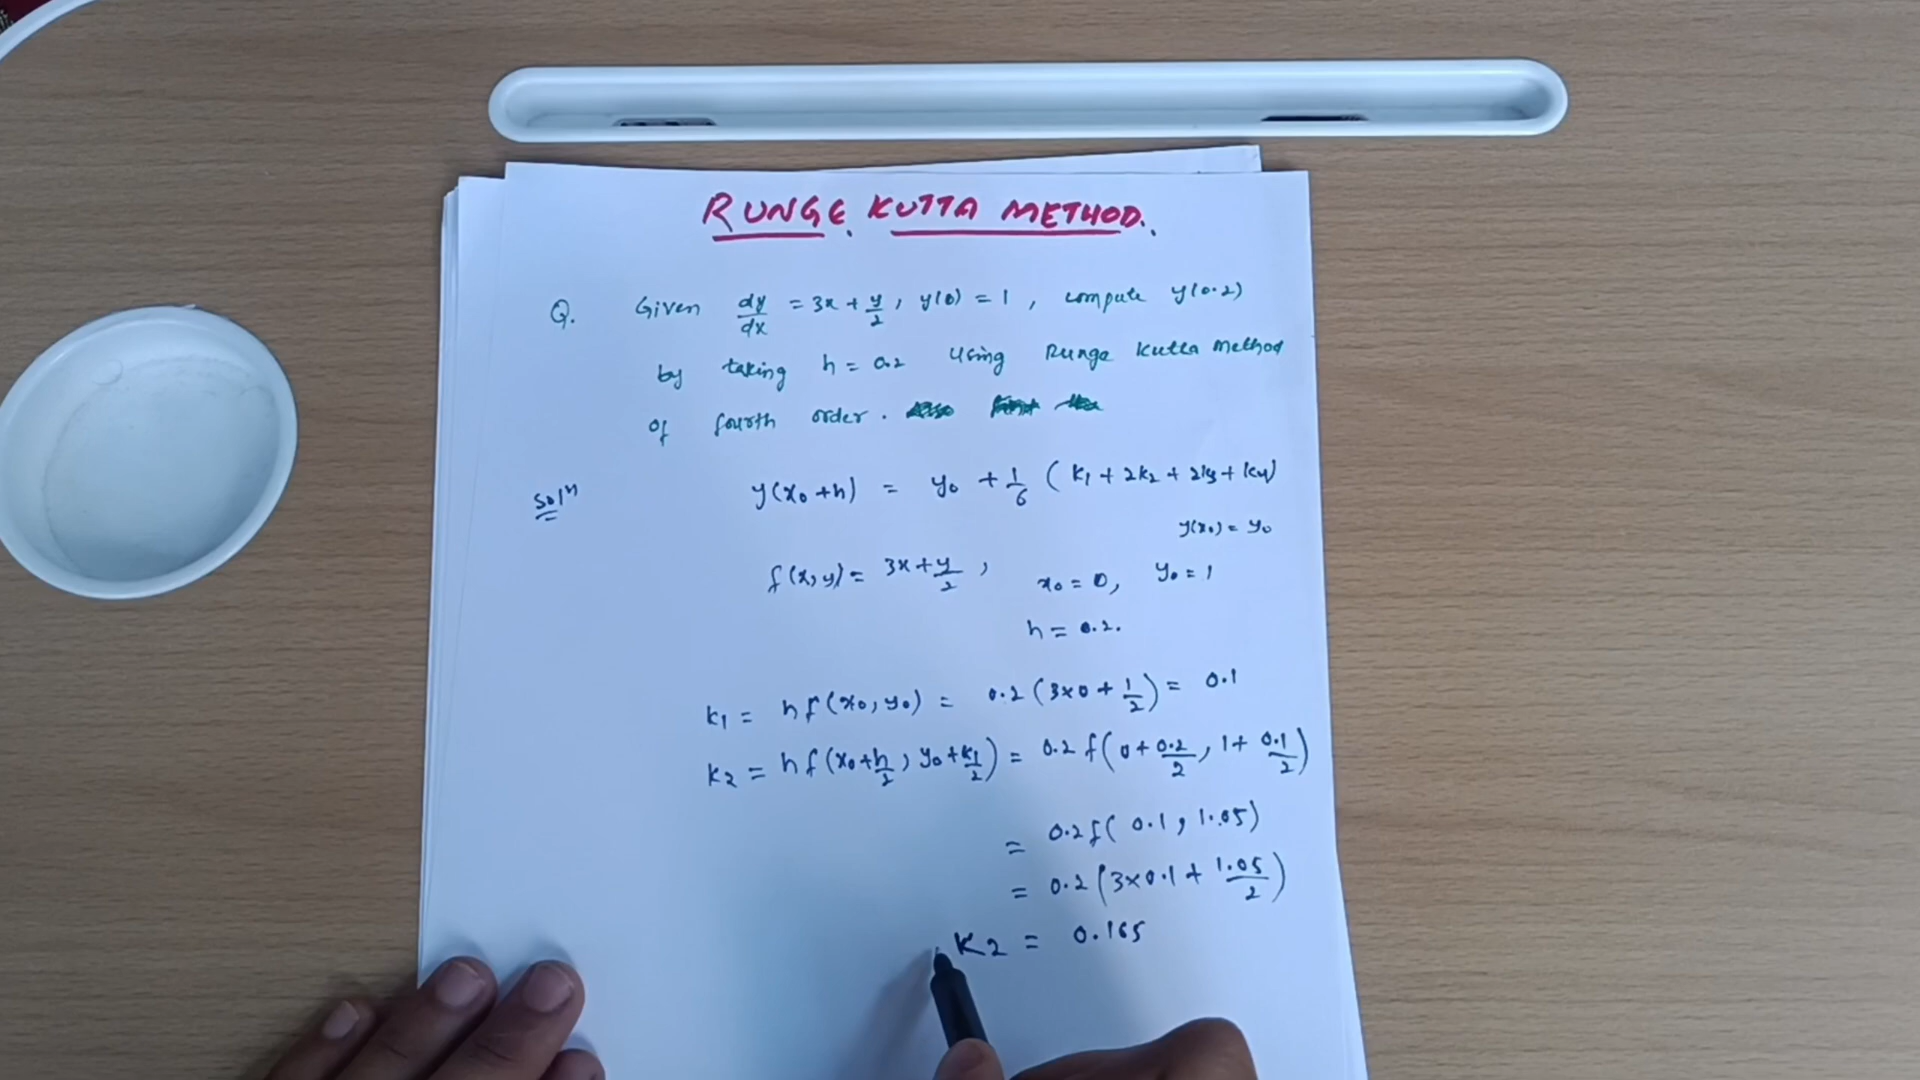 RUNGE KUTTA METHOD.
Q. Given dy/dx = 3x + y/2, y(0) = 1, compute y(0.2)
by taking h = 0.2 Using Runge Kutta Method
of fourth order.
Solⁿ y(x₀+h) = y₀ + 1/6 (k₁ + 2k₂ + 2k₃ + k₄)
y(x₀) = y₀
f(x,y) = 3x + y/2, x₀ = 0, y₀ = 1
h = 0.2.
k₁ = hf(x₀, y₀) = 0.2 (3x0 + 1/2) = 0.1
k₂ = hf(x₀+h/2, y₀+k₁/2) = 0.2 f(0 + 0.2/2, 1 + 0.1/2)
= 0.2 f(0.1, 1.05)
= 0.2 (3x0.1 + 1.05/2)
K₂ = 0.165